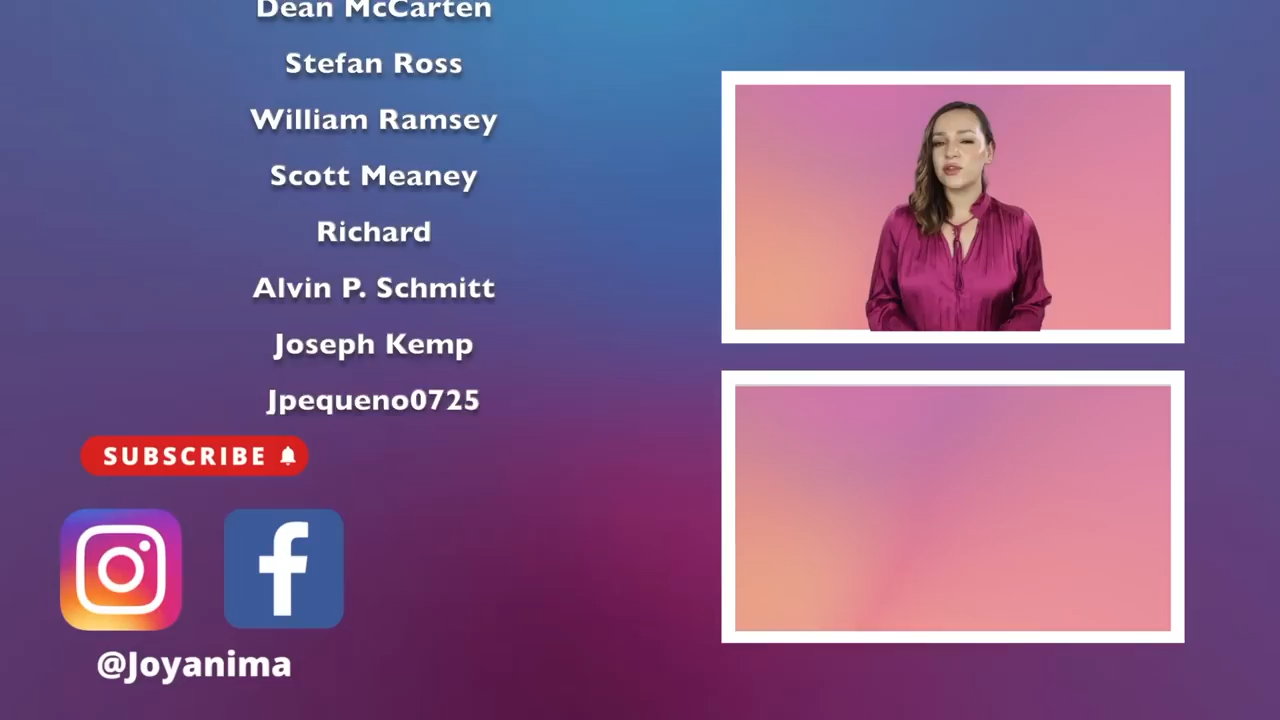 Dean McCarten
Stefan Ross
William Ramsey
Scott Meaney
Richard
Alvin P. Schmitt
Joseph Kemp
Jpequeno0725
SUBSCRIBE
@Joyanima